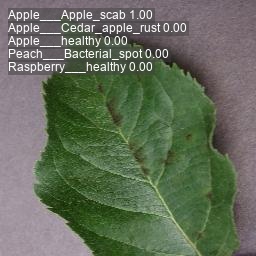 Apple___Apple_scab 1.00
Apple___Cedar_apple_rust 0.00
Apple___healthy 0.00
Peach___Bacterial_spot 0.00
Raspberry___healthy 0.00